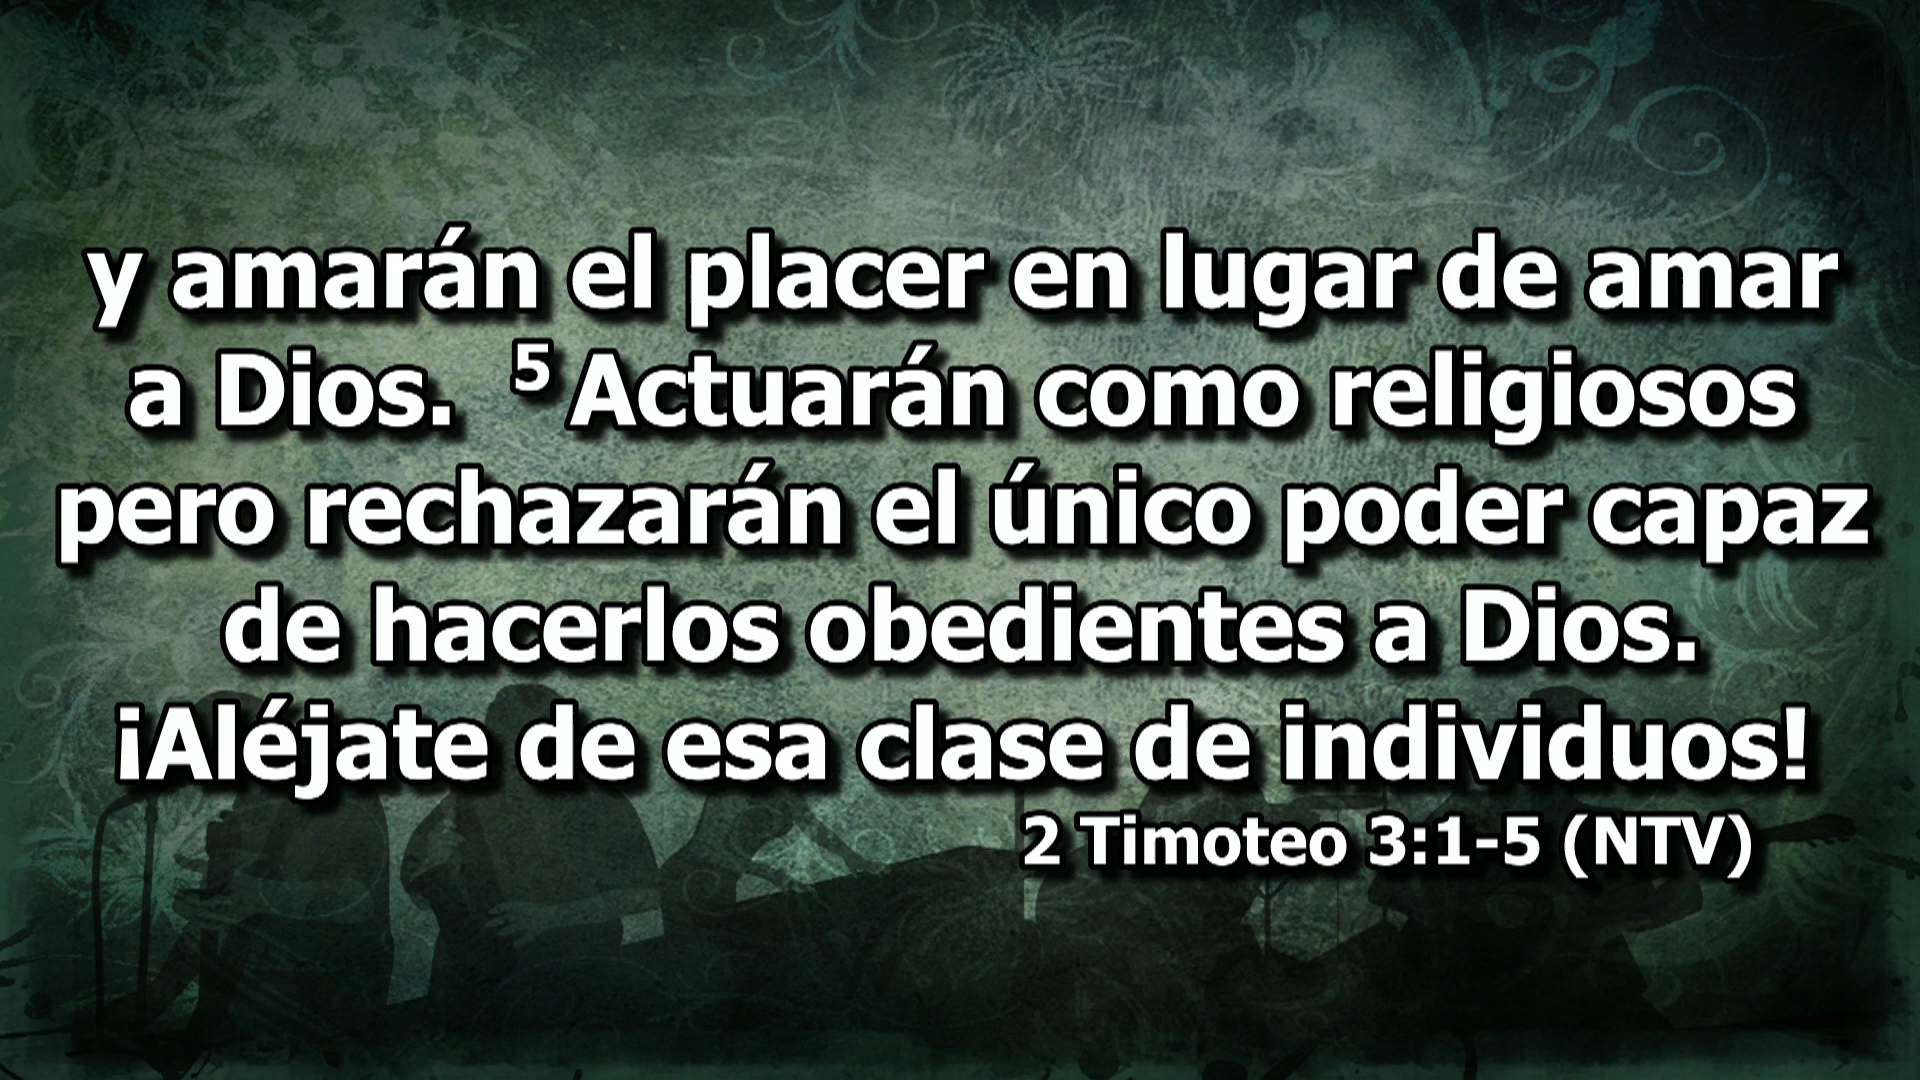 y amarán el placer en lugar de amar
a Dios. ⁵ Actuarán como religiosos
pero rechazarán el único poder capaz
de hacerlos obedientes a Dios.
¡Aléjate de esa clase de individuos!
2 Timoteo 3:1-5 (NTV)